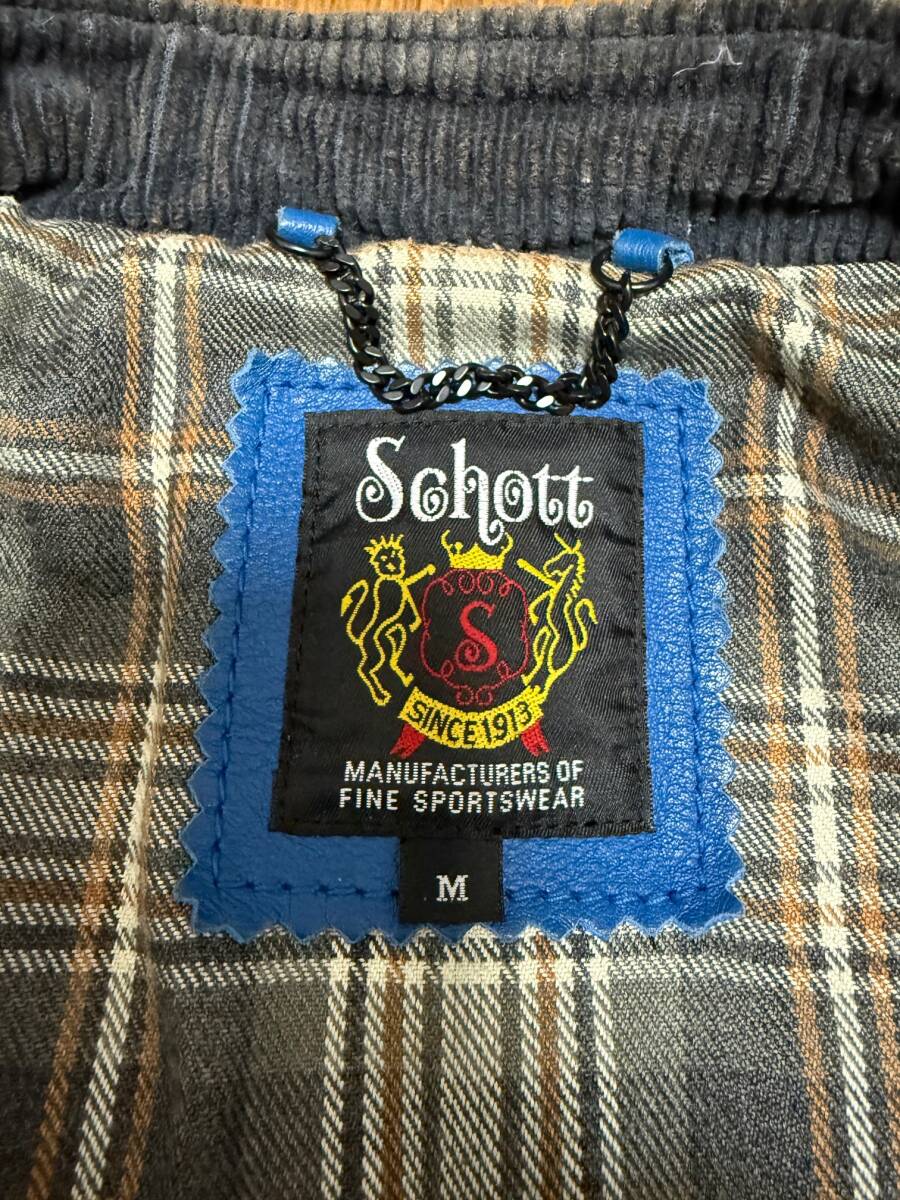 Schott
S
SINCE 1913
MANUFACTURERS OF
FINE SPORTSWEAR
M